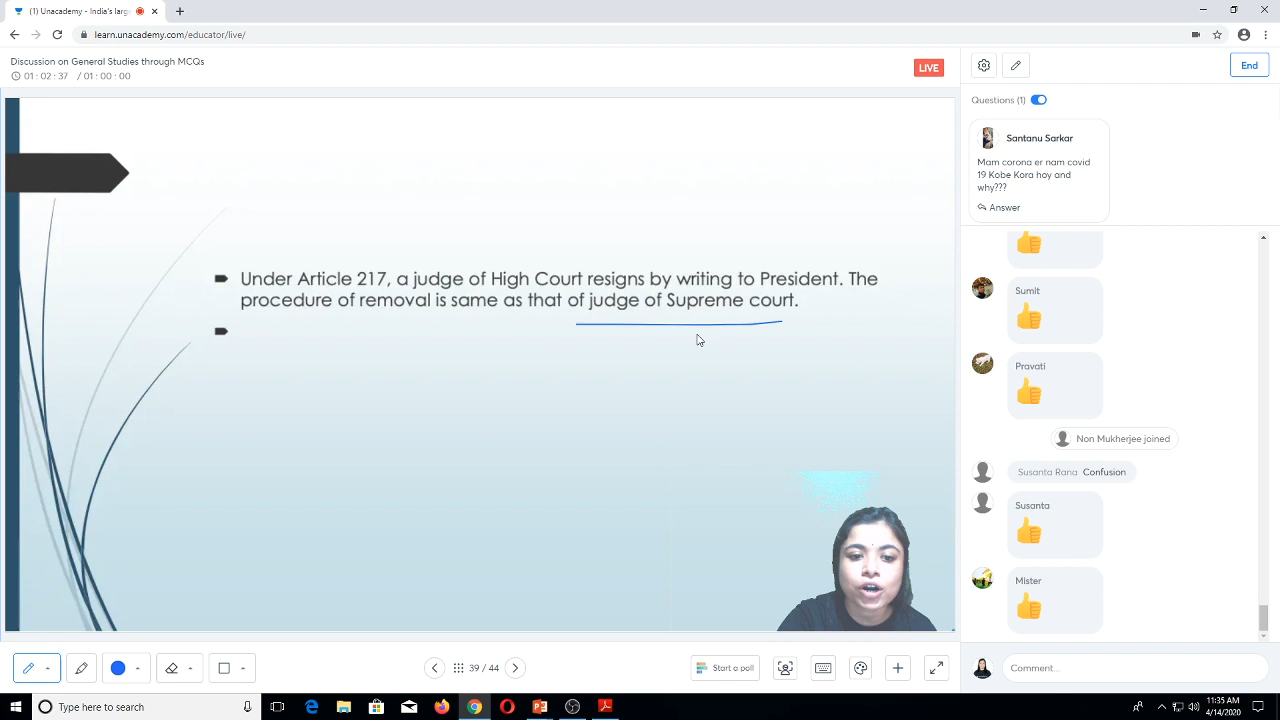 (1) Unacademy - India's larg
learn.unacademy.com/educator/live/
Discussion on General Studies through MCQs
01 : 02 : 37 / 01 : 00 : 00
LIVE
End
Questions (1)
Santanu Sarkar
Mam corona er nam covid
19 Kobe Kora hoy and
why???
Answer
Under Article 217, a judge of High Court resigns by writing to President. The
procedure of removal is same as that of judge of Supreme court.
Sumit
Pravati
Non Mukherjee joined
Susanta Rana Confusion
Susanta
Mister
39 / 44
Start a poll
Comment...
Type here to search
11:35 AM
4/14/2020